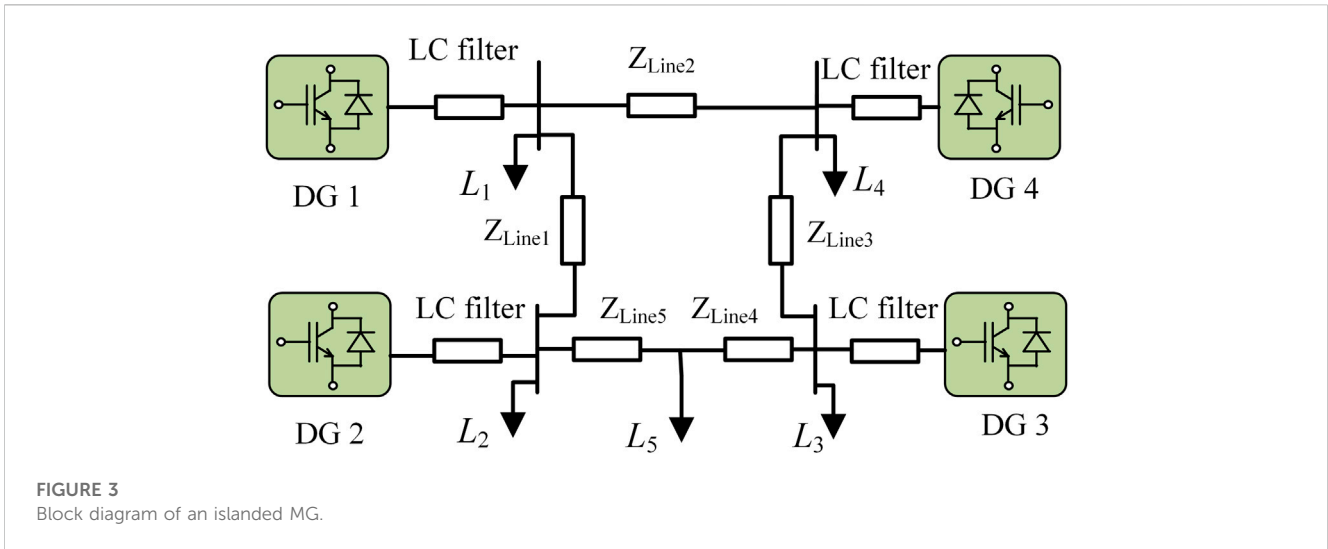 LC filter
Z_Line2
LC filter
DG 1
L_1
L_4
DG 4
Z_Line1
Z_Line3
LC filter
Z_Line5
Z_Line4
LC filter
DG 2
L_2
L_5
L_3
DG 3
FIGURE 3
Block diagram of an islanded MG.